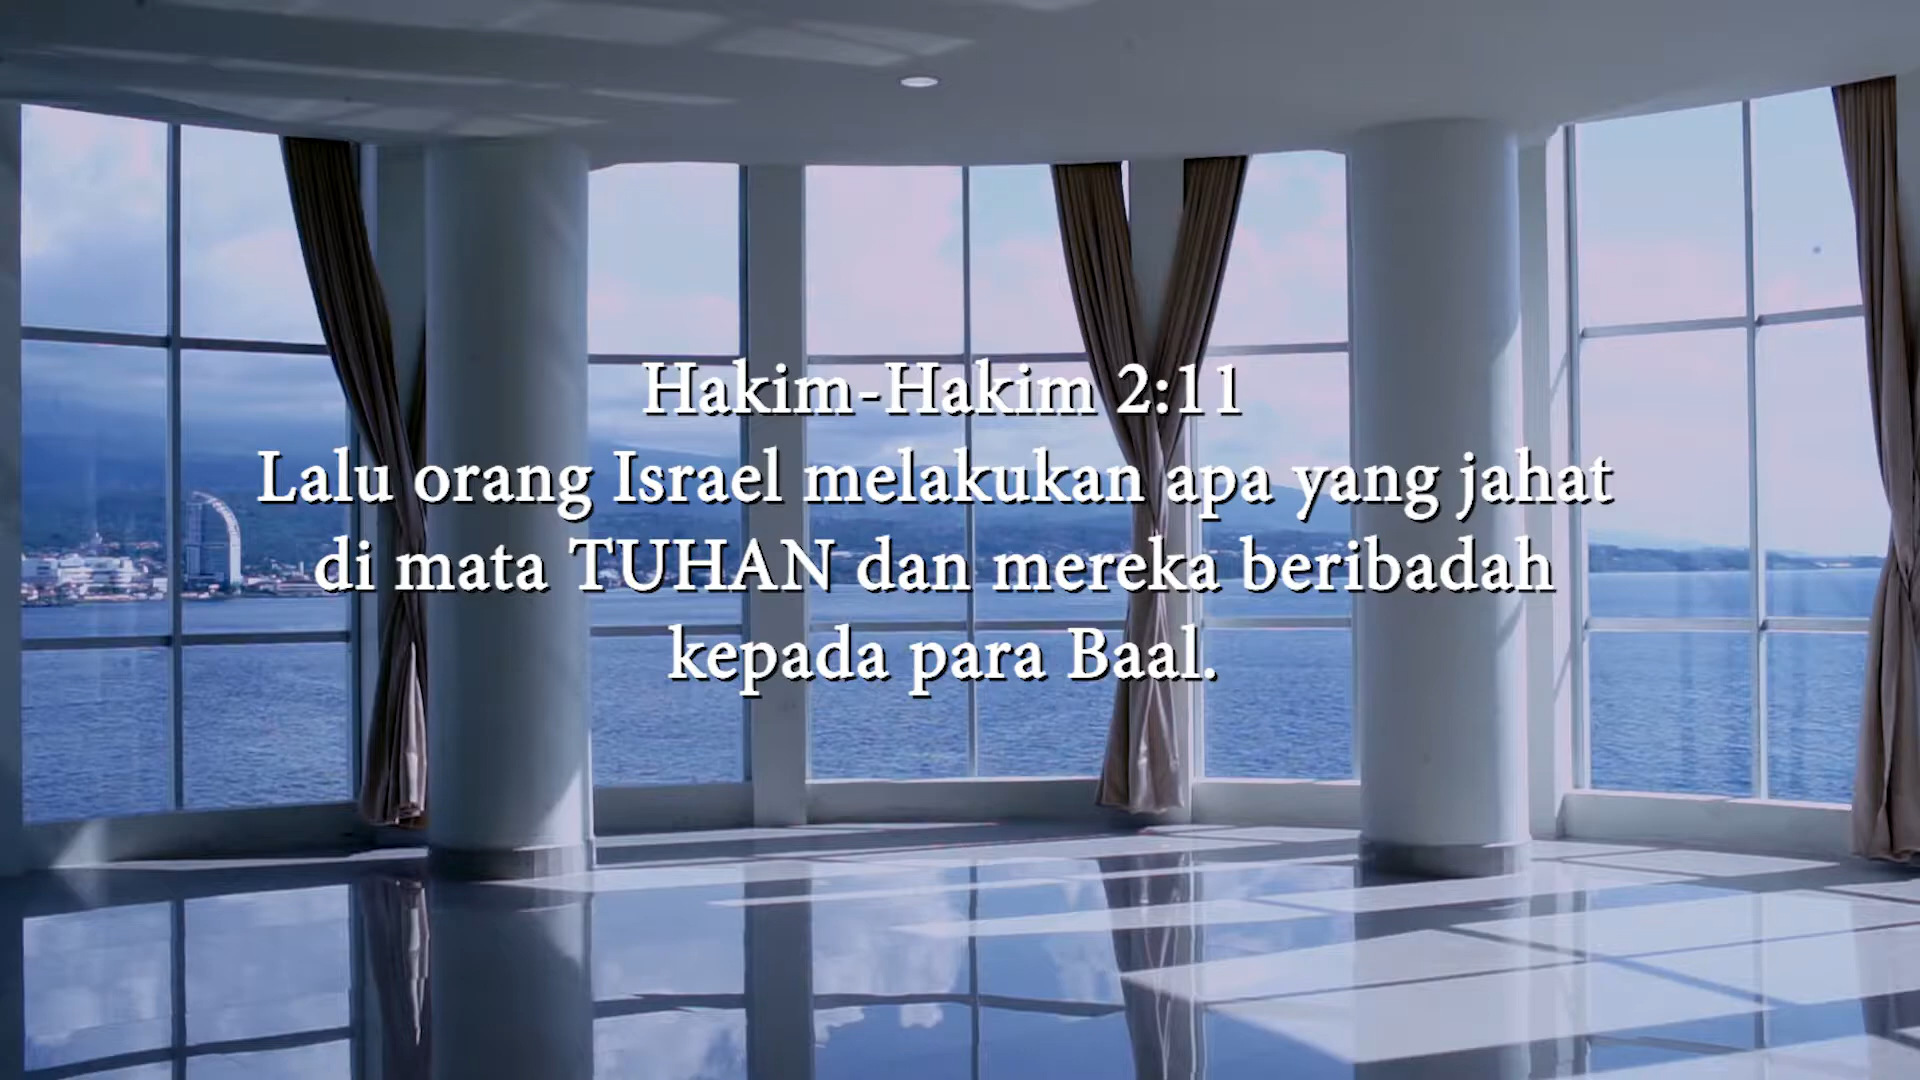 Hakim-Hakim 2:11
Lalu orang Israel melakukan apa yang jahat
di mata TUHAN dan mereka beribadah
kepada para Baal.